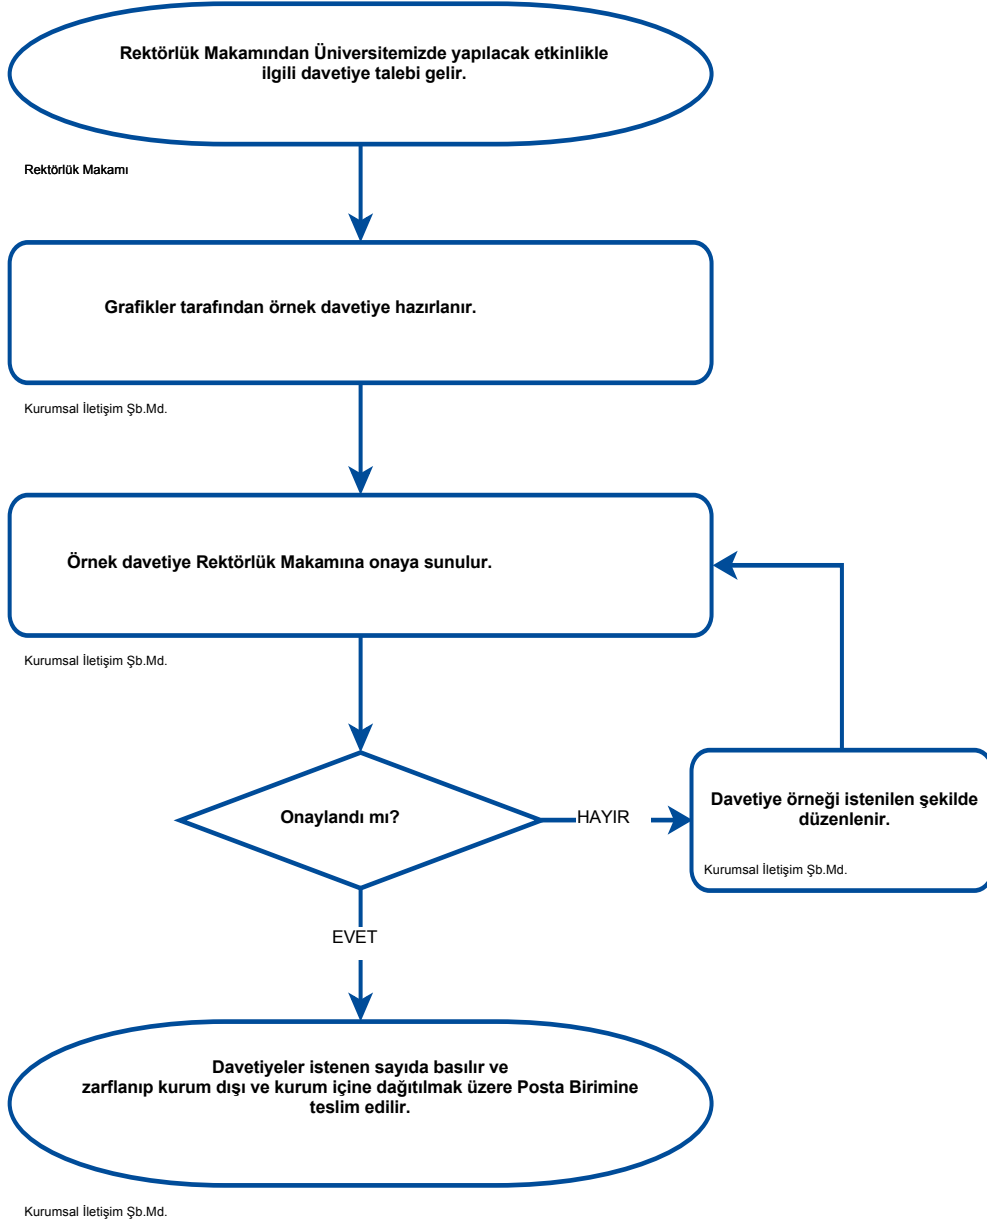 Rektörlük Makamından Üniversitemizde yapılacak etkinlikle
ilgili davetiye talebi gelir.
Rektörlük Makamı
Grafikler tarafından örnek davetiye hazırlanır.
Kurumsal İletişim Şb.Md.
Örnek davetiye Rektörlük Makamına onaya sunulur.
Kurumsal İletişim Şb.Md.
Onaylandı mı?
HAYIR
Davetiye örneği istenilen şekilde
düzenlenir.
Kurumsal İletişim Şb.Md.
EVET
Davetiyeler istenen sayıda basılır ve
zarflanıp kurum dışı ve kurum içine dağıtılmak üzere Posta Birimine
teslim edilir.
Kurumsal İletişim Şb.Md.